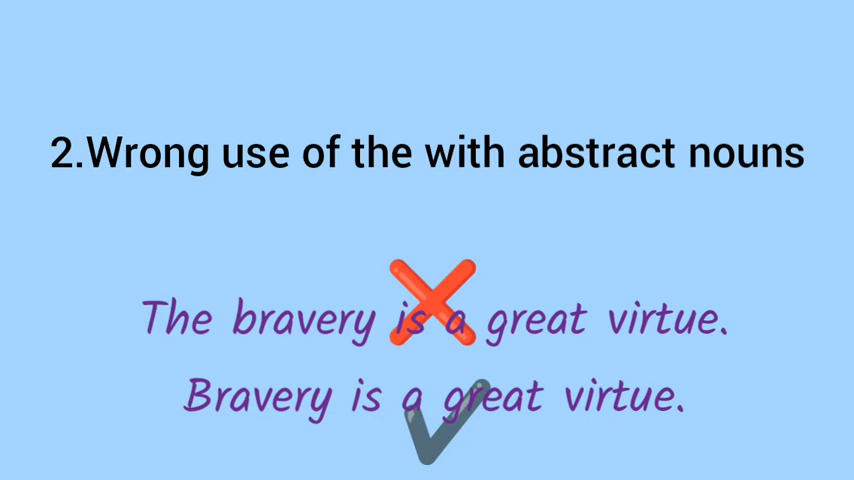 2.Wrong use of the with abstract nouns
The bravery is a great virtue.
Bravery is a great virtue.